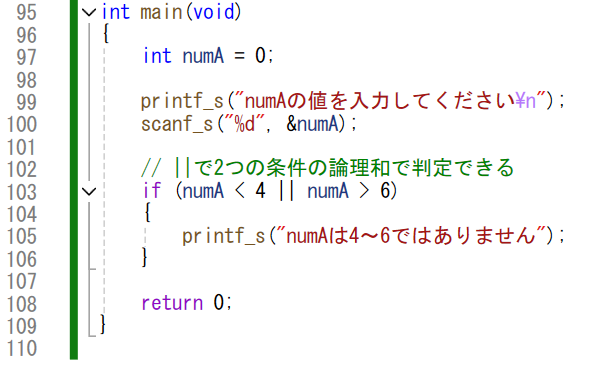 95 int main(void)
96 {
97 int numA = 0;
98
99 printf_s("numAの値を入力してください¥n");
100 scanf_s("%d", &numA);
101
102 // ||で2つの条件の論理和で判定できる
103 if (numA < 4 || numA > 6)
104 {
105 printf_s("numAは4～6ではありません");
106 }
107
108 return 0;
109 }
110